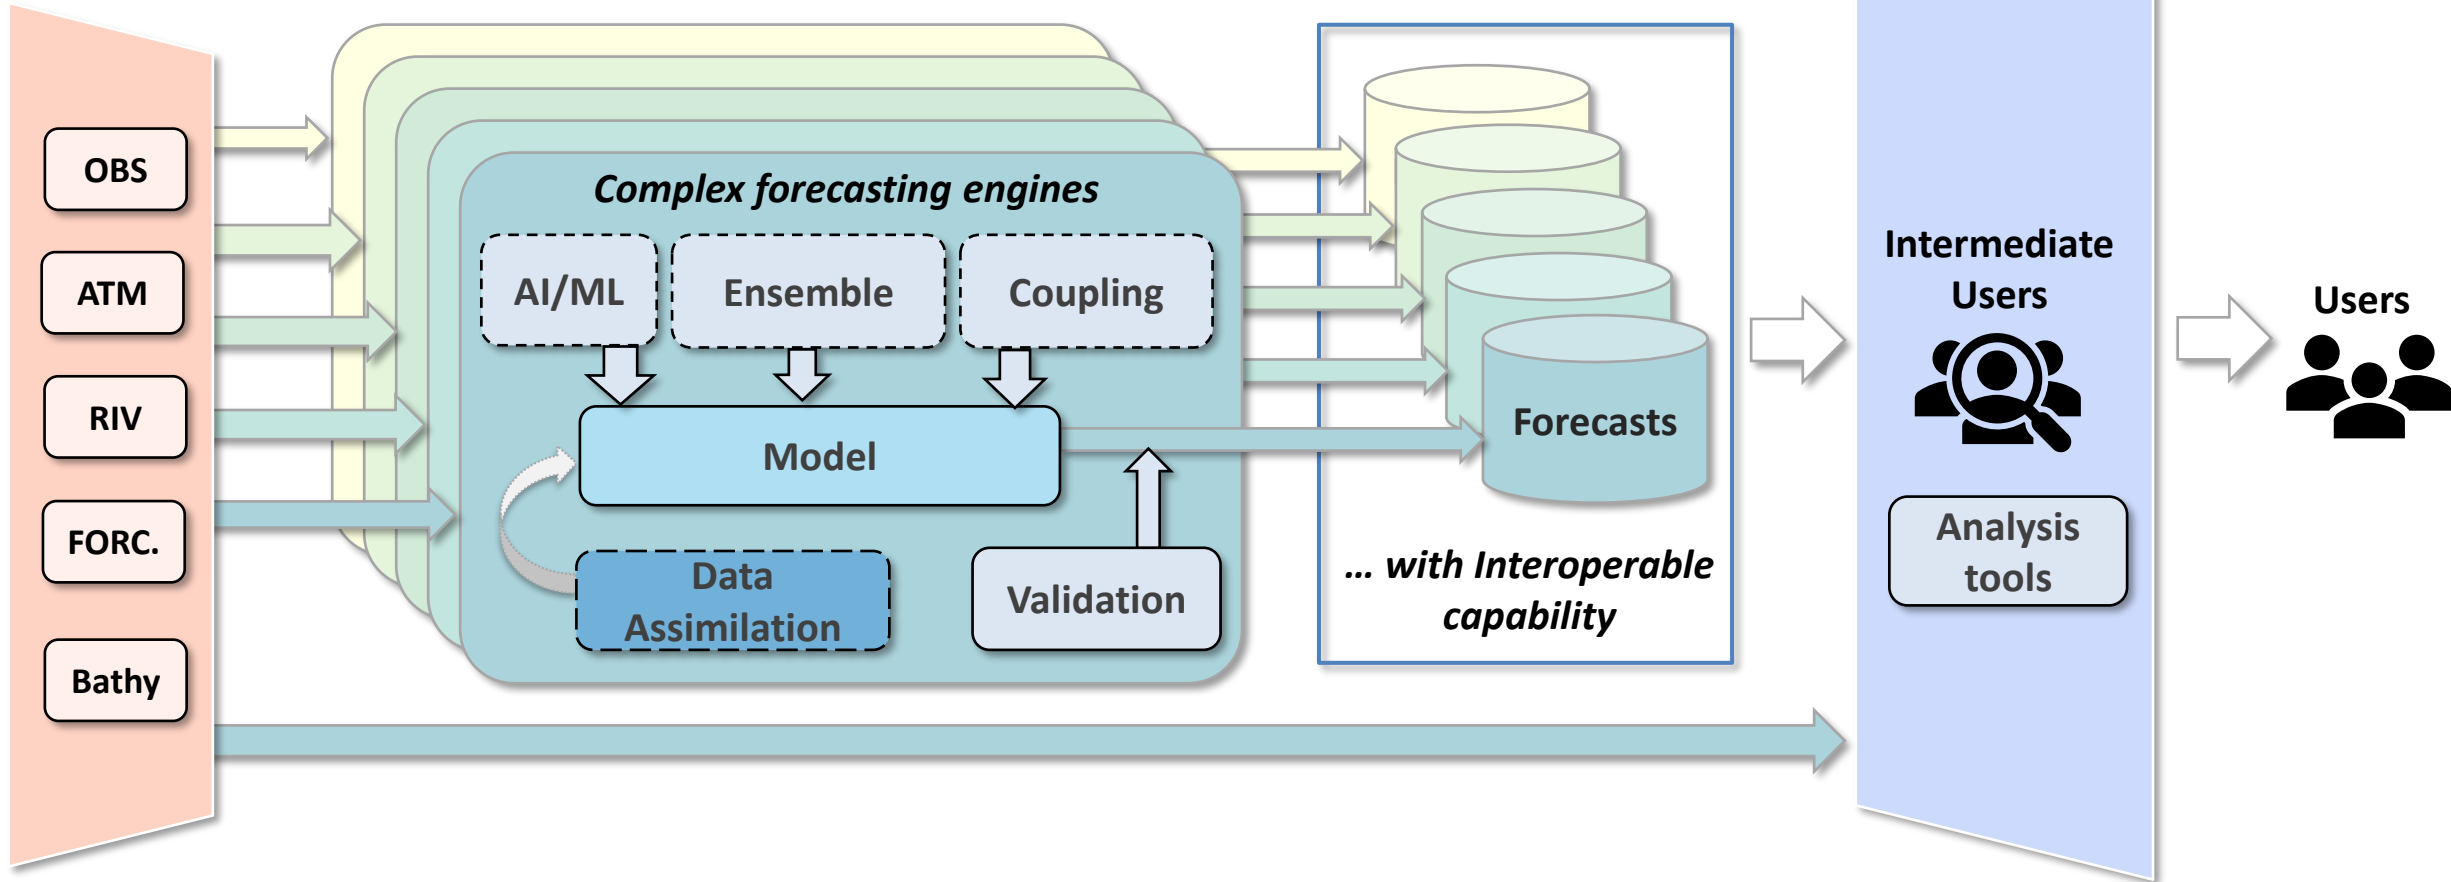 OBS
ATM
RIV
FORC.
Bathy
Complex forecasting engines
AI/ML
Ensemble
Coupling
Model
Data
Assimilation
Validation
Forecasts
... with Interoperable
capability
Intermediate
Users
Analysis
tools
Users